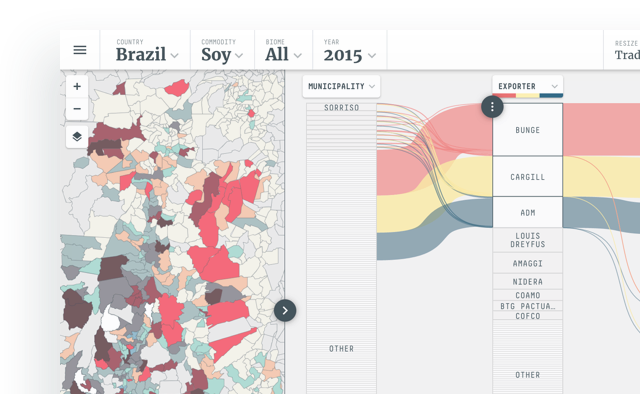 COUNTRY
Brazil
COMMODITY
Soy
BIOME
All
YEAR
2015
RESIZE
Trad
+
−
MUNICIPALITY
EXPORTER
SORRISO
OTHER
BUNGE
CARGILL
ADM
LOUIS
DREYFUS
AMAGGI
NIDERA
COAMO
BTG PACTUA…
COFCO
OTHER